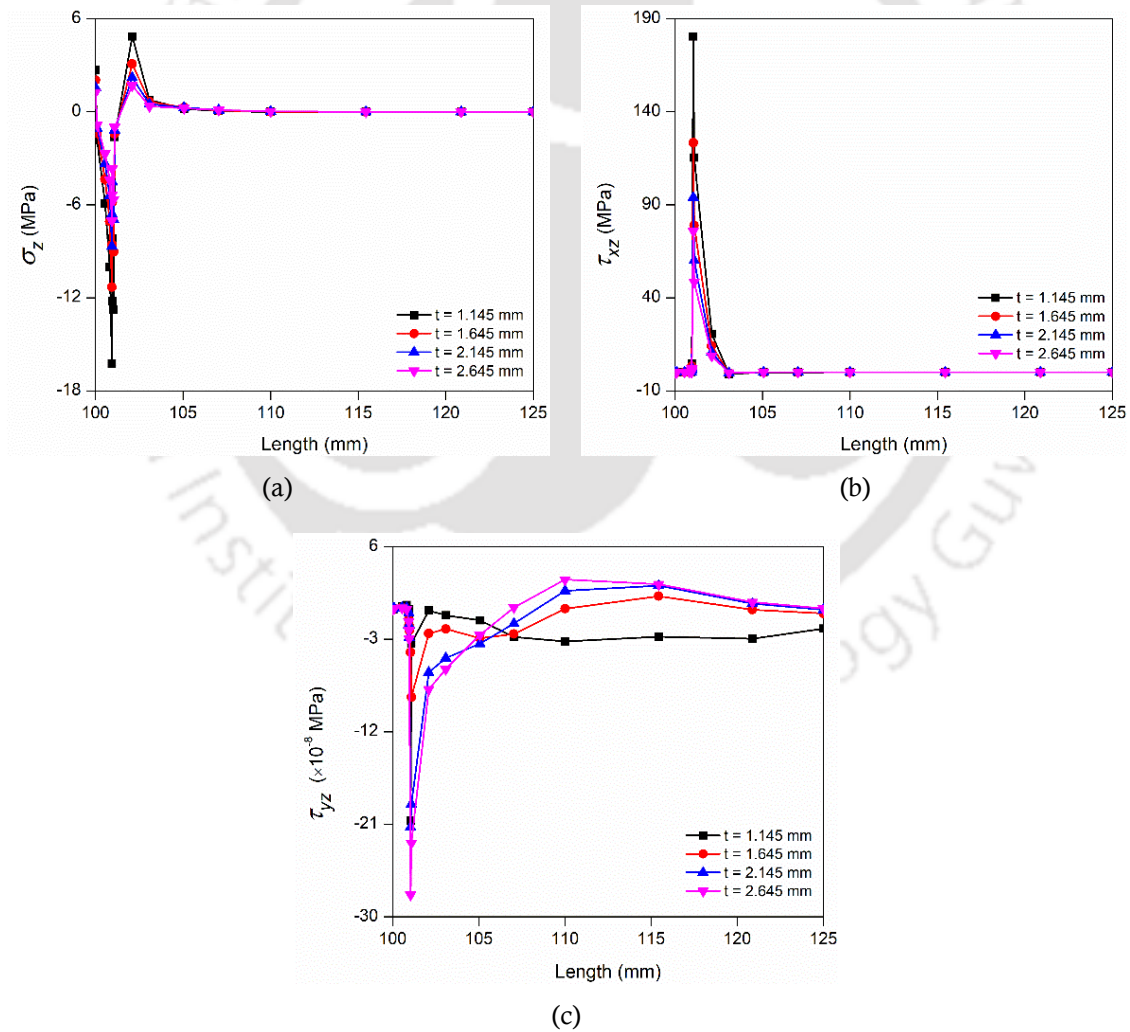 6
0
-6
-12
-18
σz (MPa)
t = 1.145 mm
t = 1.645 mm
t = 2.145 mm
t = 2.645 mm
100 105 110 115 120 125
Length (mm)
(a)
190
140
90
40
-10
τxz (MPa)
t = 1.145 mm
t = 1.645 mm
t = 2.145 mm
t = 2.645 mm
100 105 110 115 120 125
Length (mm)
(b)
6
-3
-12
-21
-30
τyz (×10⁻⁸ MPa)
t = 1.145 mm
t = 1.645 mm
t = 2.145 mm
t = 2.645 mm
100 105 110 115 120 125
Length (mm)
(c)